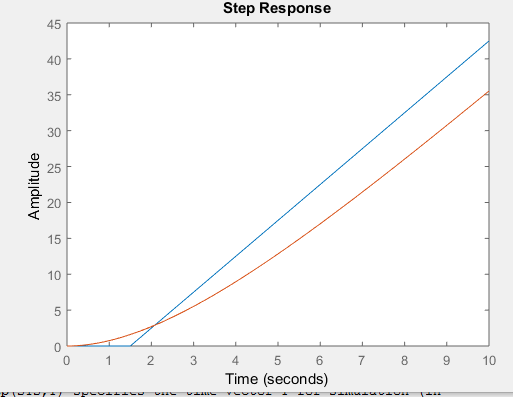 Step Response
45
40
35
30
25
20
15
10
5
0
Amplitude
0 1 2 3 4 5 6 7 8 9 10
Time (seconds)
specifies the time vector for simulation (in